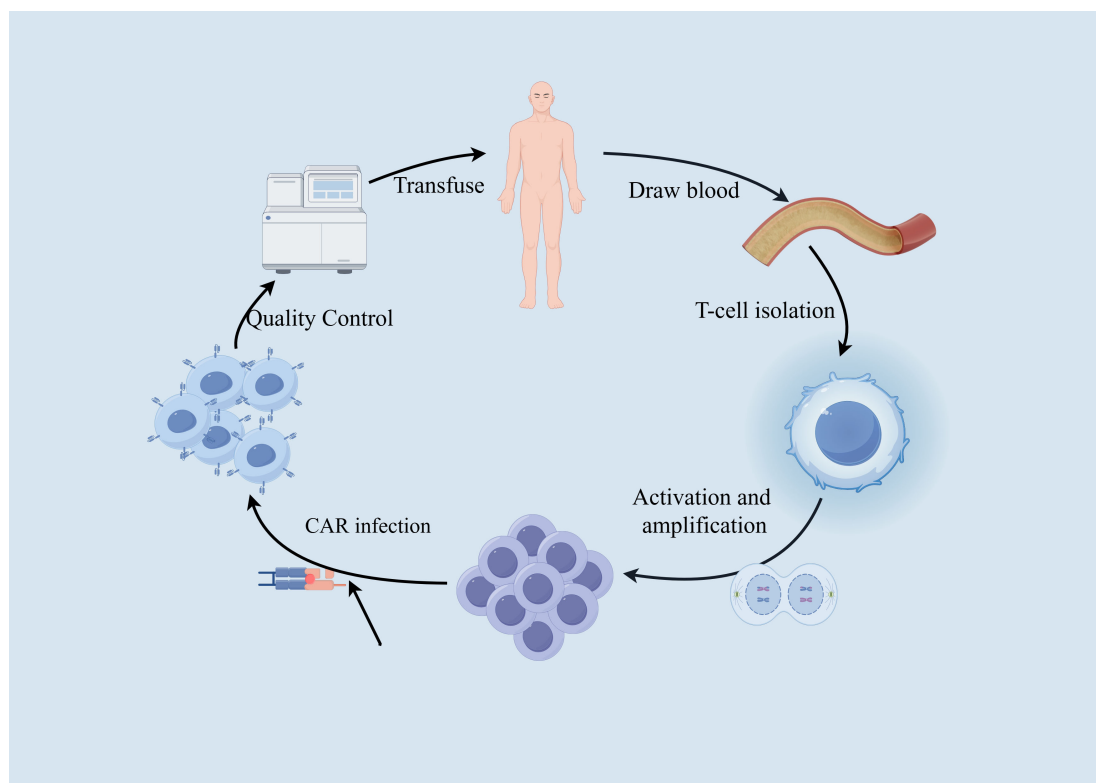 Transfuse
Draw blood
T-cell isolation
Quality Control
Activation and
amplification
CAR infection